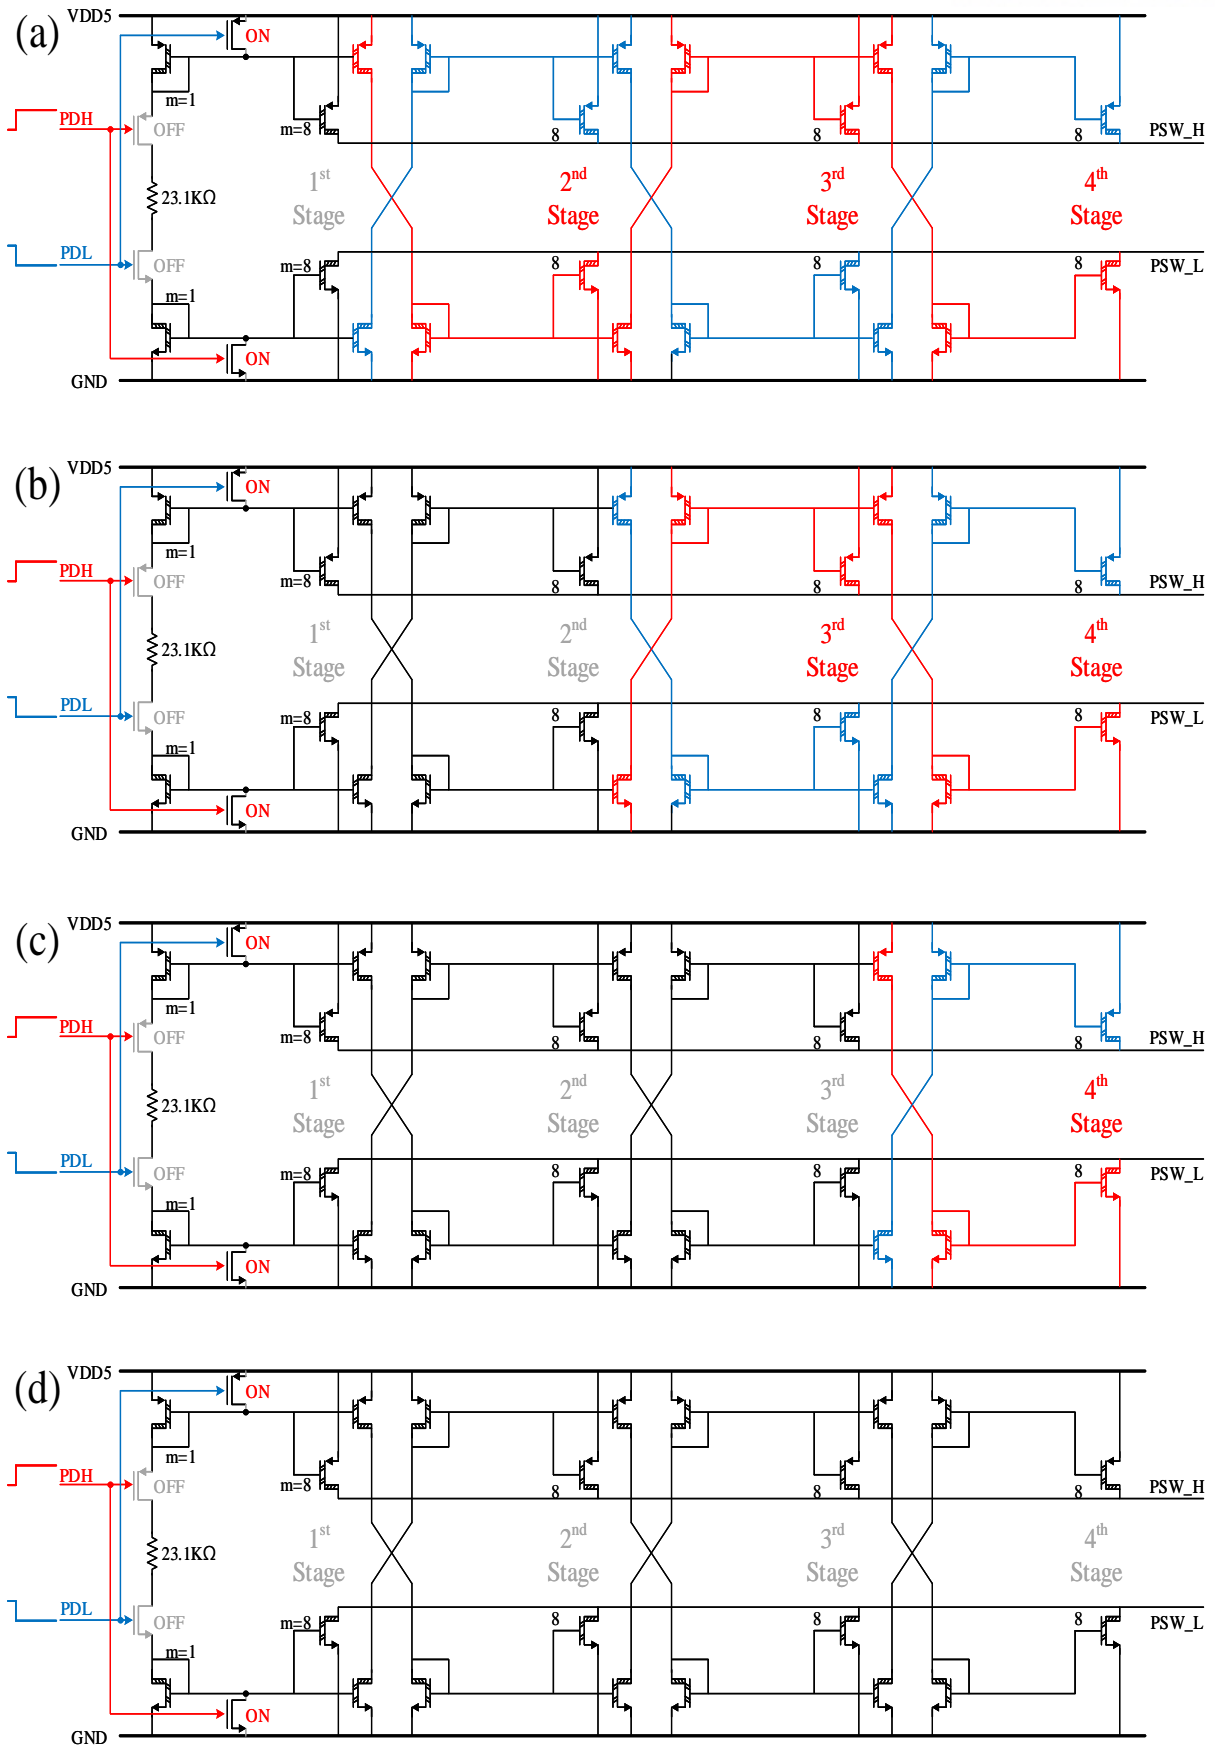 (a)
VDD5
ON
m=1
PDH
OFF
m=8
8
8
8
PSW_H
23.1KΩ
1st Stage
2nd Stage
3rd Stage
4th Stage
PDL
OFF
m=8
8
8
8
PSW_L
m=1
ON
GND
(b)
VDD5
ON
m=1
PDH
OFF
m=8
8
8
8
PSW_H
23.1KΩ
1st Stage
2nd Stage
3rd Stage
4th Stage
PDL
OFF
m=8
8
8
8
PSW_L
m=1
ON
GND
(c)
VDD5
ON
m=1
PDH
OFF
m=8
8
8
8
PSW_H
23.1KΩ
1st Stage
2nd Stage
3rd Stage
4th Stage
PDL
OFF
m=8
8
8
8
PSW_L
m=1
ON
GND
(d)
VDD5
ON
m=1
PDH
OFF
m=8
8
8
8
PSW_H
23.1KΩ
1st Stage
2nd Stage
3rd Stage
4th Stage
PDL
OFF
m=8
8
8
8
PSW_L
m=1
ON
GND